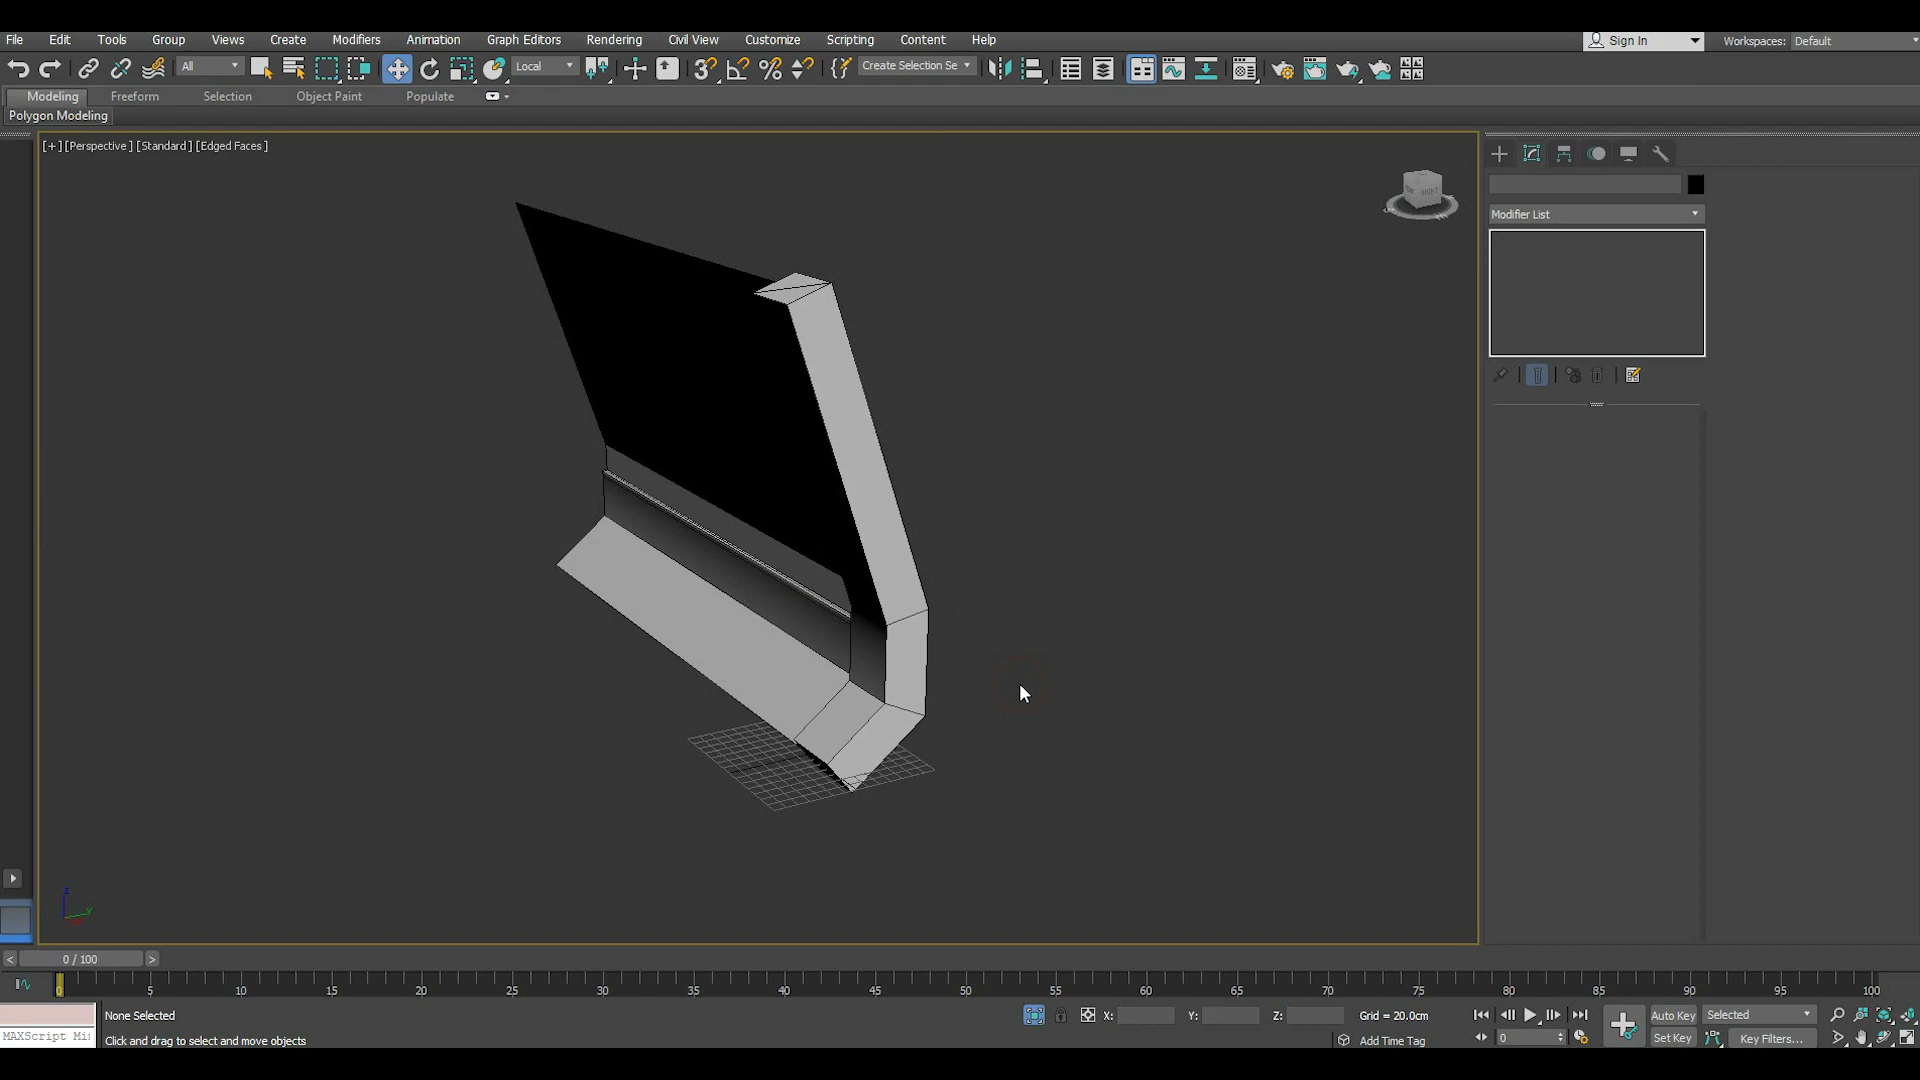 File Edit Tools Group Views Create Modifiers Animation Graph Editors Rendering Civil View Customize Scripting Content Help Sign In Workspaces: Default
All Local Create Selection Se
Modeling Freeform Selection Object Paint Populate
Polygon Modeling
[+] [Perspective ] [Standard ] [Edged Faces ]
RIGHT
Modifier List
z
y
< 0 / 100 >
0 5 10 15 20 25 30 35 40 45 50 55 60 65 70 75 80 85 90 95 100
None Selected X: Y: Z: Grid = 20.0cm Auto Key Selected
MAXScript Mi Click and drag to select and move objects Add Time Tag 0 Set Key Key Filters...